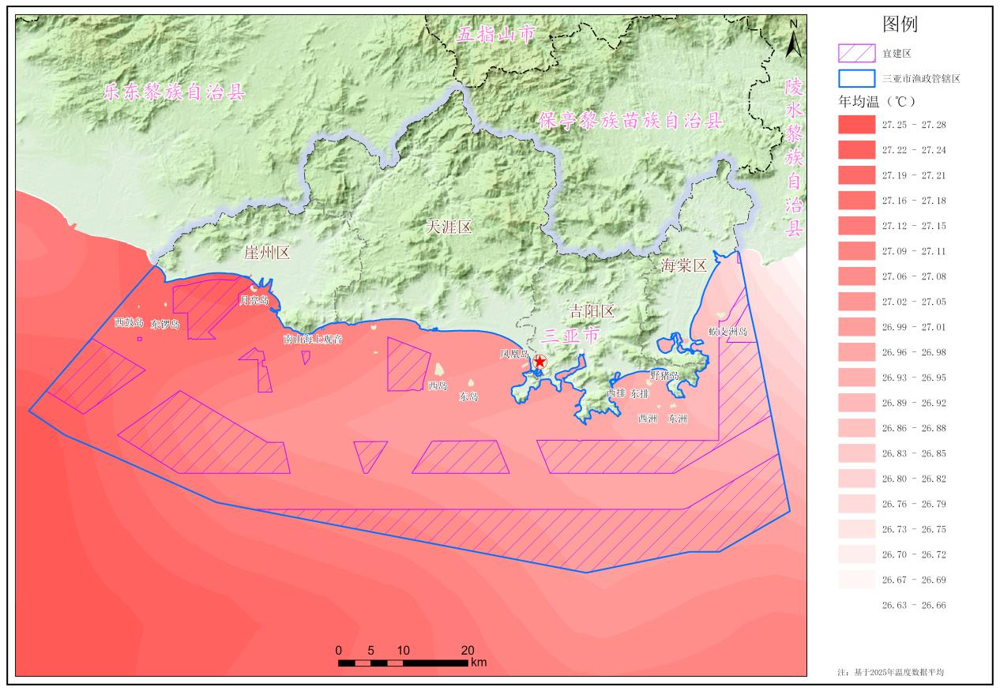 五指山市
N
乐东黎族自治县
陵水黎族自治县
保亭黎族苗族自治县
天涯区
崖州区
海棠区
月亮岛
吉阳区
西鼓岛
东锣岛
蜈支洲岛
南山海上观音
三亚市
凤凰岛
野猪岛
西岛
东岛
西排
东排
西洲
东洲
0 5 10 20
km
图例
宜建区
三亚市渔政管辖区
年均温（℃）
27.25 - 27.28
27.22 - 27.24
27.19 - 27.21
27.16 - 27.18
27.12 - 27.15
27.09 - 27.11
27.06 - 27.08
27.02 - 27.05
26.99 - 27.01
26.96 - 26.98
26.93 - 26.95
26.89 - 26.92
26.86 - 26.88
26.83 - 26.85
26.80 - 26.82
26.76 - 26.79
26.73 - 26.75
26.70 - 26.72
26.67 - 26.69
26.63 - 26.66
注：基于2025年温度数据平均